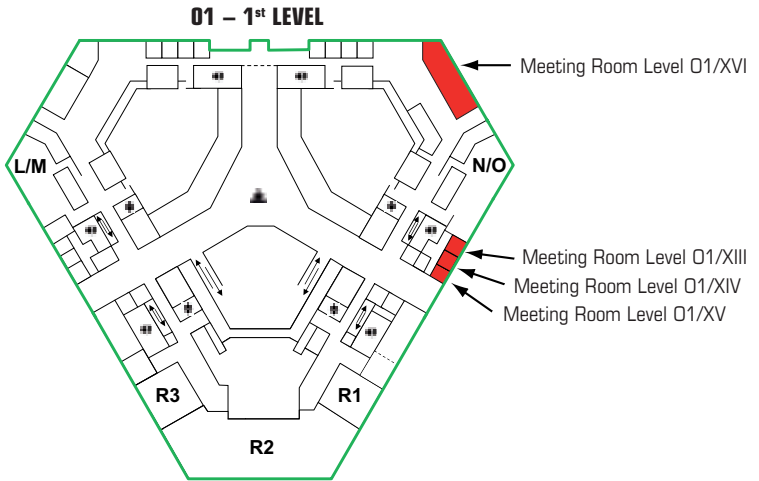 01 – 1st LEVEL
Meeting Room Level 01/XVI
L/M
N/O
Meeting Room Level 01/XIII
Meeting Room Level 01/XIV
Meeting Room Level 01/XV
R3
R1
R2